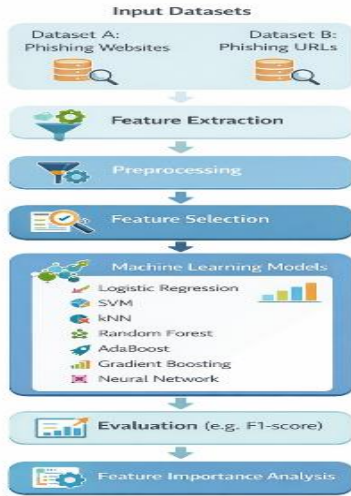 Input Datasets
Dataset A:
Phishing Websites
Dataset B:
Phishing URLs
Feature Extraction
Preprocessing
Feature Selection
Machine Learning Models
Logistic Regression
SVM
kNN
Random Forest
AdaBoost
Gradient Boosting
Neural Network
Evaluation (e.g. F1-score)
Feature Importance Analysis